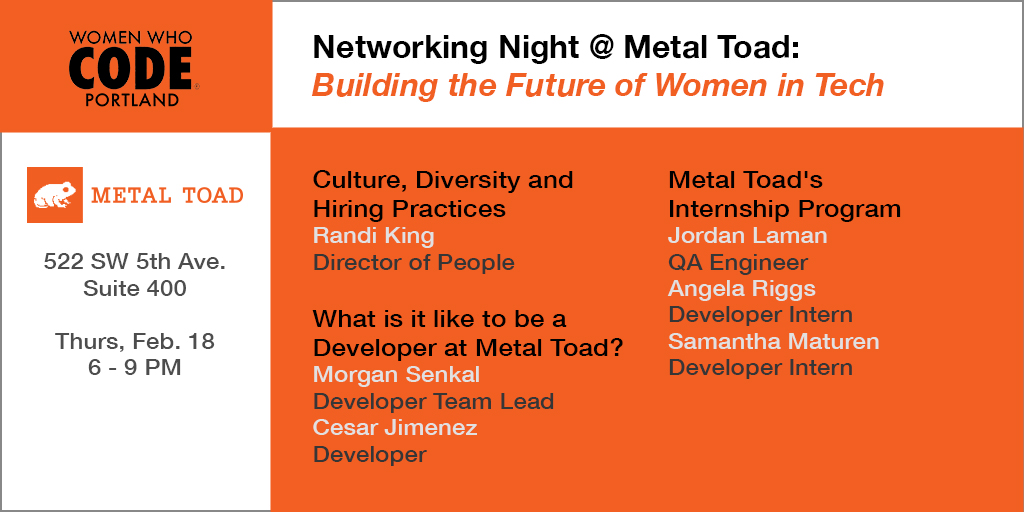 WOMEN WHO
CODE®
PORTLAND
Networking Night @ Metal Toad:
Building the Future of Women in Tech
METAL TOAD
522 SW 5th Ave.
Suite 400
Thurs, Feb. 18
6 - 9 PM
Culture, Diversity and
Hiring Practices
Randi King
Director of People
What is it like to be a
Developer at Metal Toad?
Morgan Senkal
Developer Team Lead
Cesar Jimenez
Developer
Metal Toad's
Internship Program
Jordan Laman
QA Engineer
Angela Riggs
Developer Intern
Samantha Maturen
Developer Intern